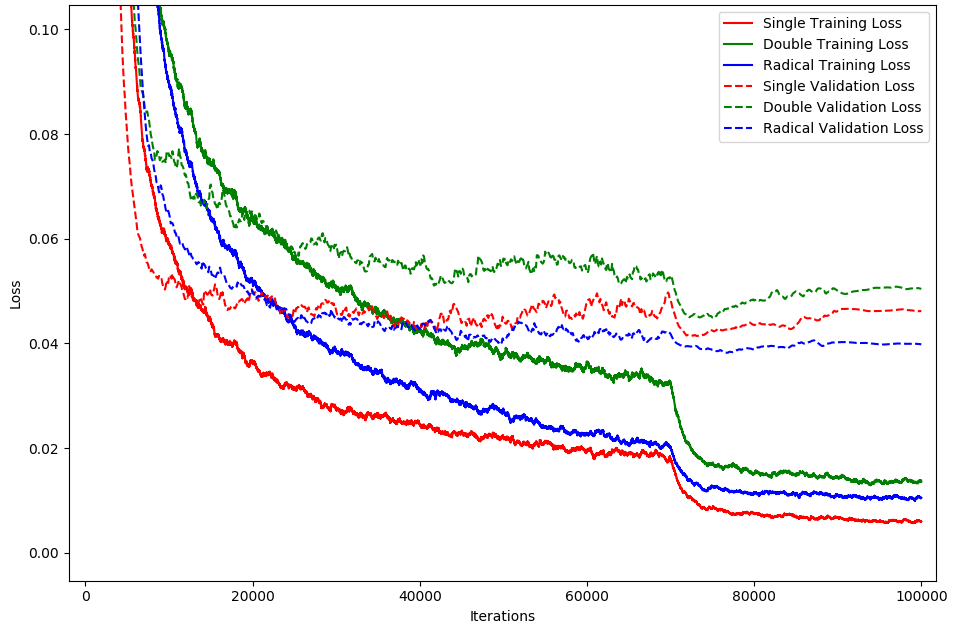 0.10
0.08
0.06
0.04
0.02
0.00
Loss
0
20000
40000
60000
80000
100000
Iterations
Single Training Loss
Double Training Loss
Radical Training Loss
Single Validation Loss
Double Validation Loss
Radical Validation Loss